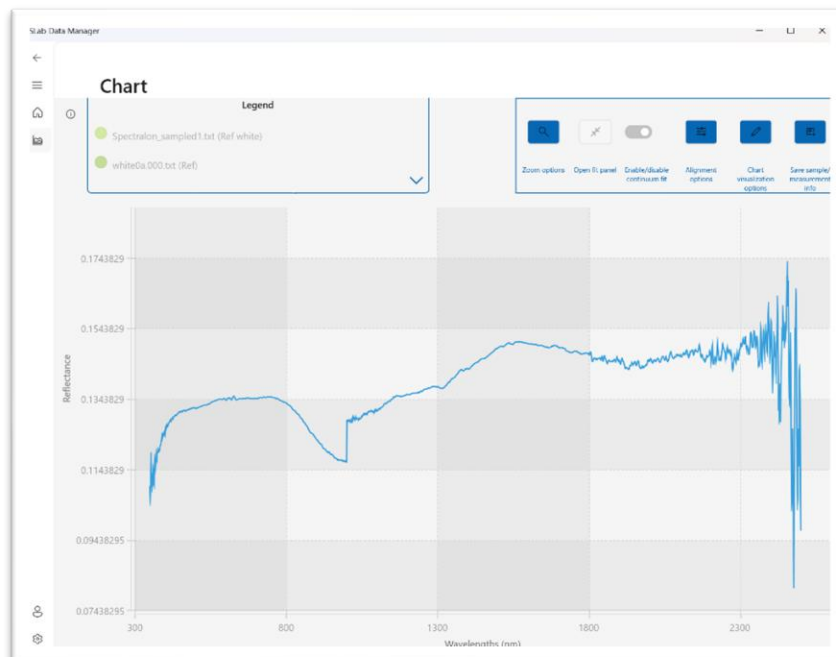 SLab Data Manager
Chart
Legend
Spectralon_sampled1.txt (Ref white)
white0a.000.txt (Ref)
Zoom options
Open fit panel
Enable/disable
continuum fit
Alignment
options
Chart
visualization
options
Save sample/
measurement
info
Reflectance
0.1743829
0.1543829
0.1343829
0.1143829
0.09438295
0.07438295
300
800
1300
1800
2300
Wavelengths (nm)